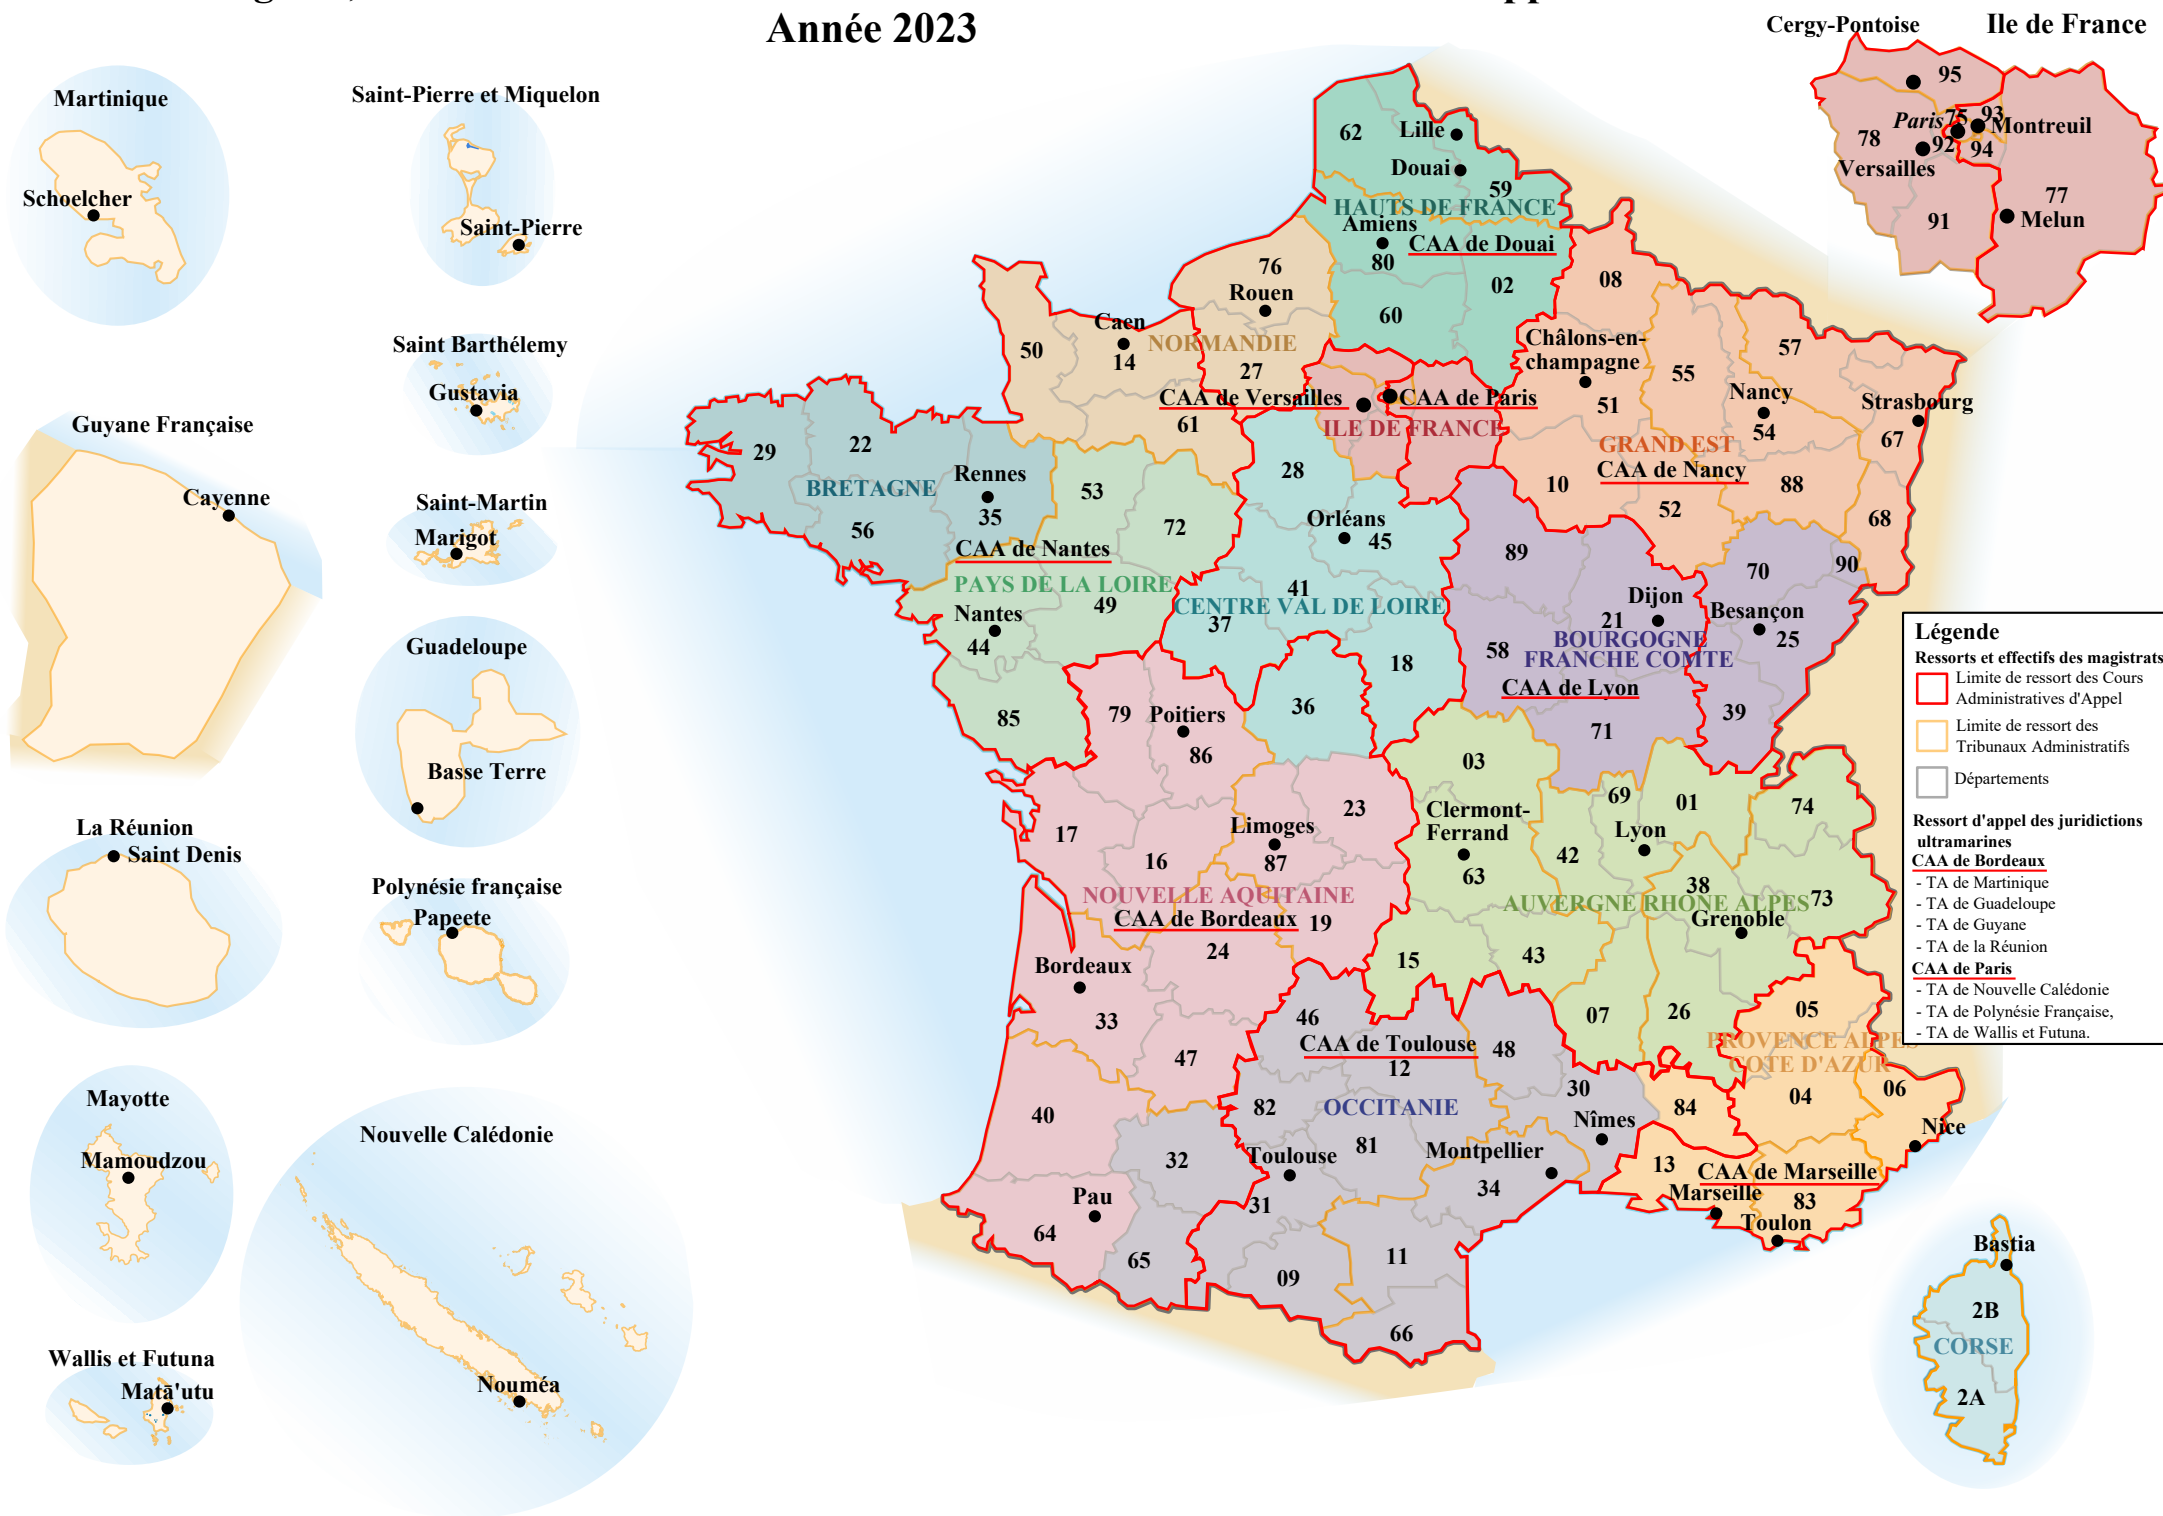 Année 2023
Cergy-Pontoise
Ile de France
95
93
75
Paris
Montreuil
78
92
94
Versailles
77
91
Melun
Martinique
Schoelcher
Saint-Pierre et Miquelon
Saint-Pierre
Saint Barthélemy
Gustavia
Guyane Française
Cayenne
Saint-Martin
Marigot
Guadeloupe
Basse Terre
La Réunion
Saint Denis
Polynésie française
Papeete
Mayotte
Mamoudzou
Nouvelle Calédonie
Nouméa
Wallis et Futuna
Matā'utu
62
Lille
Douai
59
HAUTS DE FRANCE
Amiens
CAA de Douai
80
02
60
76
Rouen
Caen
NORMANDIE
50
14
27
61
CAA de Versailles
CAA de Paris
ILE DE FRANCE
08
Châlons-en-
champagne
51
55
57
Nancy
54
Strasbourg
67
GRAND EST
CAA de Nancy
10
52
88
68
29
22
BRETAGNE
Rennes
35
56
53
72
CAA de Nantes
PAYS DE LA LOIRE
Nantes
49
44
85
28
Orléans
45
41
CENTRE VAL DE LOIRE
37
18
36
89
Dijon
21
58
BOURGOGNE
FRANCHE COMTE
CAA de Lyon
71
70
90
Besançon
25
39
79
Poitiers
86
17
16
Limoges
87
23
NOUVELLE AQUITAINE
CAA de Bordeaux
19
24
Bordeaux
33
47
40
Pau
64
03
Clermont-
Ferrand
63
69
01
74
Lyon
42
38
AUVERGNE RHONE ALPES
73
Grenoble
15
43
07
26
46
CAA de Toulouse
12
48
30
82
OCCITANIE
Nîmes
81
Toulouse
Montpellier
32
31
34
65
09
11
66
05
PROVENCE ALPES
COTE D'AZUR
04
06
84
Nice
13
CAA de Marseille
Marseille
83
Toulon
Bastia
2B
CORSE
2A
Légende
Ressorts et effectifs des magistrats
Limite de ressort des Cours
Administratives d'Appel
Limite de ressort des
Tribunaux Administratifs
Départements
Ressort d'appel des juridictions
ultramarines
CAA de Bordeaux
- TA de Martinique
- TA de Guadeloupe
- TA de Guyane
- TA de la Réunion
CAA de Paris
- TA de Nouvelle Calédonie
- TA de Polynésie Française,
- TA de Wallis et Futuna.